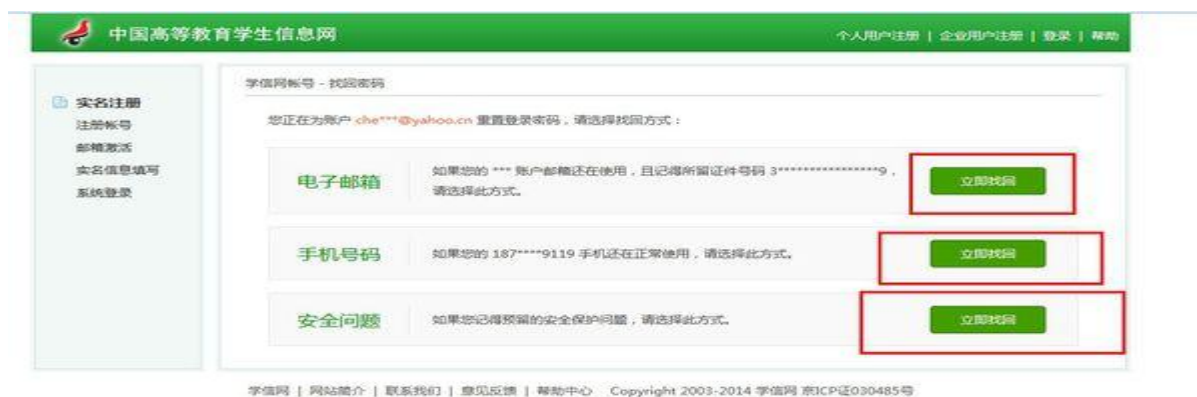 中国高等教育学生信息网
个人用户注册 | 企业用户注册 | 登录 | 帮助
实名注册
注册帐号
邮箱激活
实名信息填写
系统登录
学信网帐号 - 找回密码
您正在为账户 che***@yahoo.cn 重置登录密码，请选择找回方式：
电子邮箱
如果您的 *** 账户邮箱还在使用，且记得所留证件号码 3****************9，
请选择此方式。
立即找回
手机号码
如果您的 187****9119 手机还在正常使用，请选择此方式。
立即找回
安全问题
如果您记得预留的安全保护问题，请选择此方式。
立即找回
学信网 | 网站简介 | 联系我们 | 意见反馈 | 帮助中心 Copyright 2003-2014 学信网 京ICP证030485号